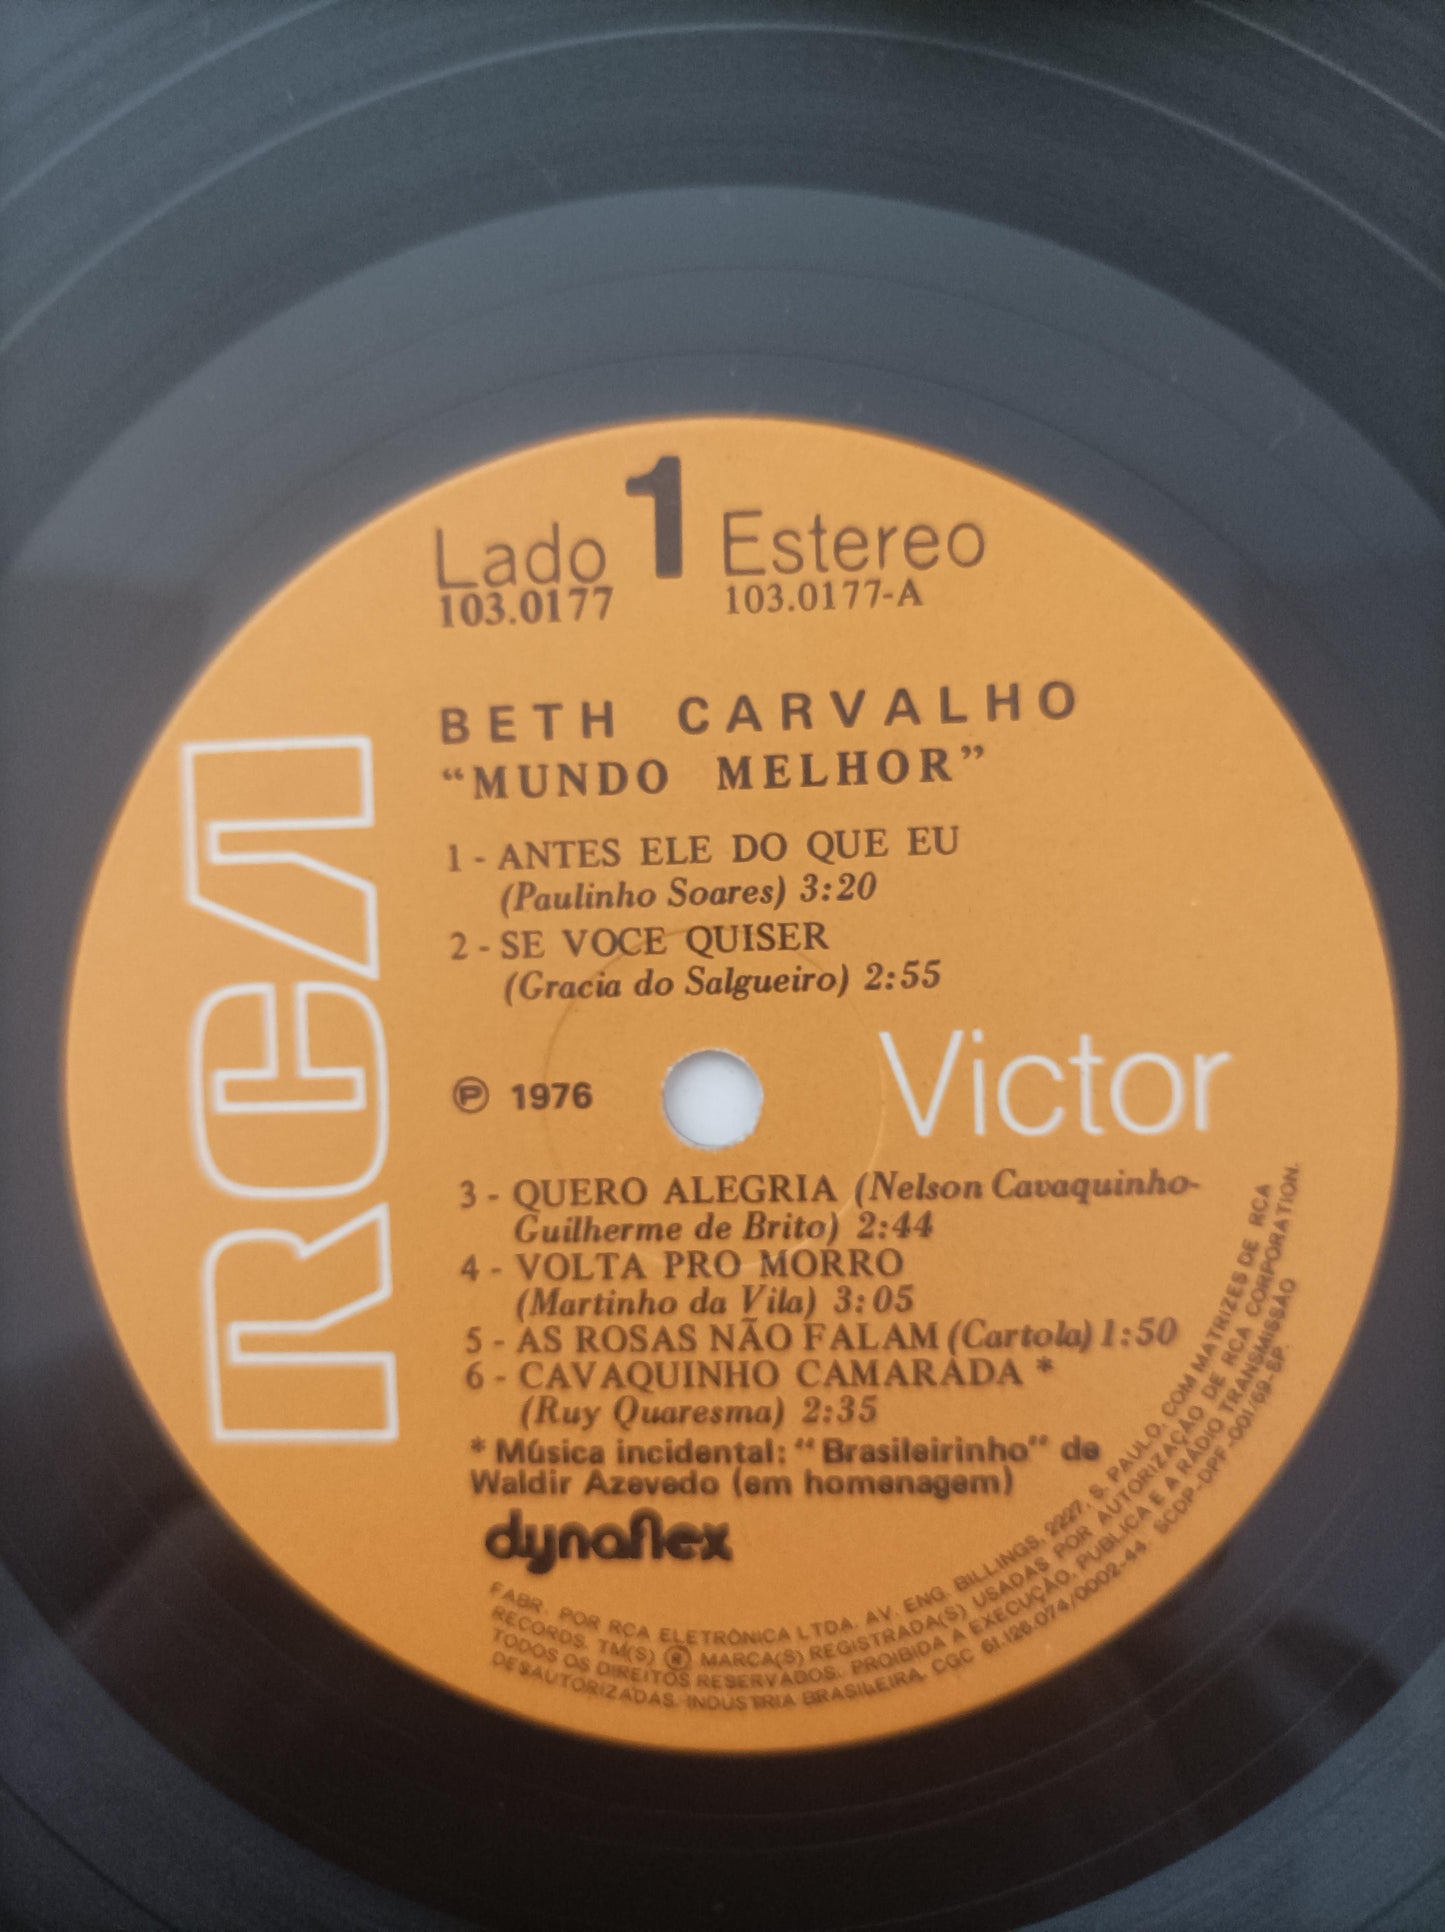 Lado 1 Estereo
103.0177 103.0177-A
BETH CARVALHO
"MUNDO MELHOR"
1 - ANTES ELE DO QUE EU
(Paulinho Soares) 3:20
2 - SE VOCE QUISER
(Gracia do Salgueiro) 2:55
RCA
Ⓟ 1976
Victor
3 - QUERO ALEGRIA (Nelson Cavaquinho-
Guilherme de Brito) 2:44
4 - VOLTA PRO MORRO
(Martinho da Vila) 3:05
5 - AS ROSAS NÃO FALAM (Cartola) 1:50
6 - CAVAQUINHO CAMARADA *
(Ruy Quaresma) 2:35
* Música incidental: "Brasileirinho" de
Waldir Azevedo (em homenagem)
dynaflex
FABR. POR RCA ELETRÔNICA LTDA. AV. ENG. BILLINGS, 2227, S. PAULO, COM MATRIZES DE RCA
RECORDS. TM(S) ® MARCA(S) REGISTRADA(S) USADAS POR AUTORIZAÇÃO DE RCA CORPORATION.
TODOS OS DIREITOS RESERVADOS. PROIBIDA A EXECUÇÃO, PUBLICA E A RÁDIO TRANSMISSÃO
DESAUTORIZADAS. INDUSTRIA BRASILEIRA. CGC 61.126.074/0002-44 SCDP-DPF-001/69-SP.